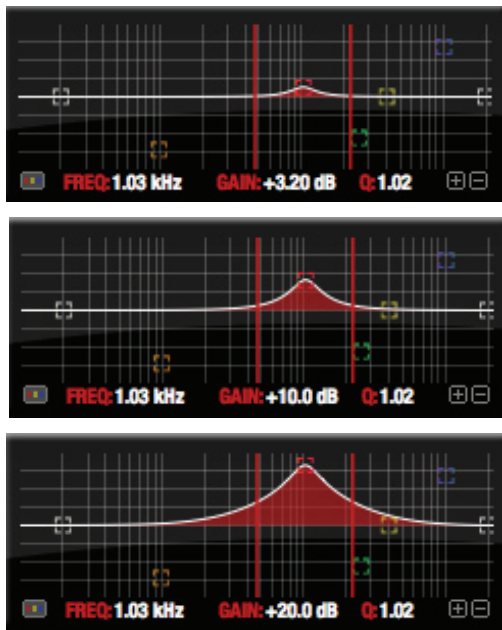 FREQ: 1.03 kHz GAIN: +3.20 dB Q: 1.02
FREQ: 1.03 kHz GAIN: +10.0 dB Q: 1.02
FREQ: 1.03 kHz GAIN: +20.0 dB Q: 1.02